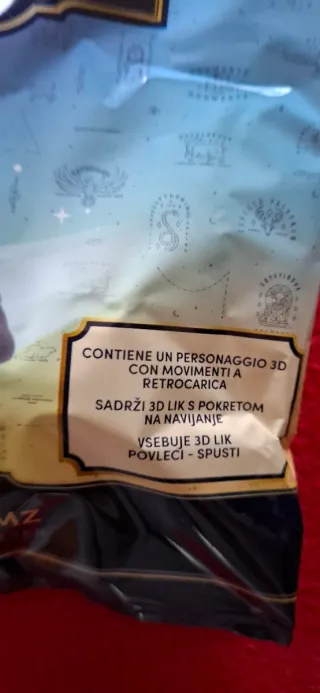 CONTIENE UN PERSONAGGIO 3D
CON MOVIMENTI A
RETROCARICA
SADRŽI 3D LIK S POKRETOM
NA NAVIJANJE
VSEBUJE 3D LIK
POVLECI - SPUSTI